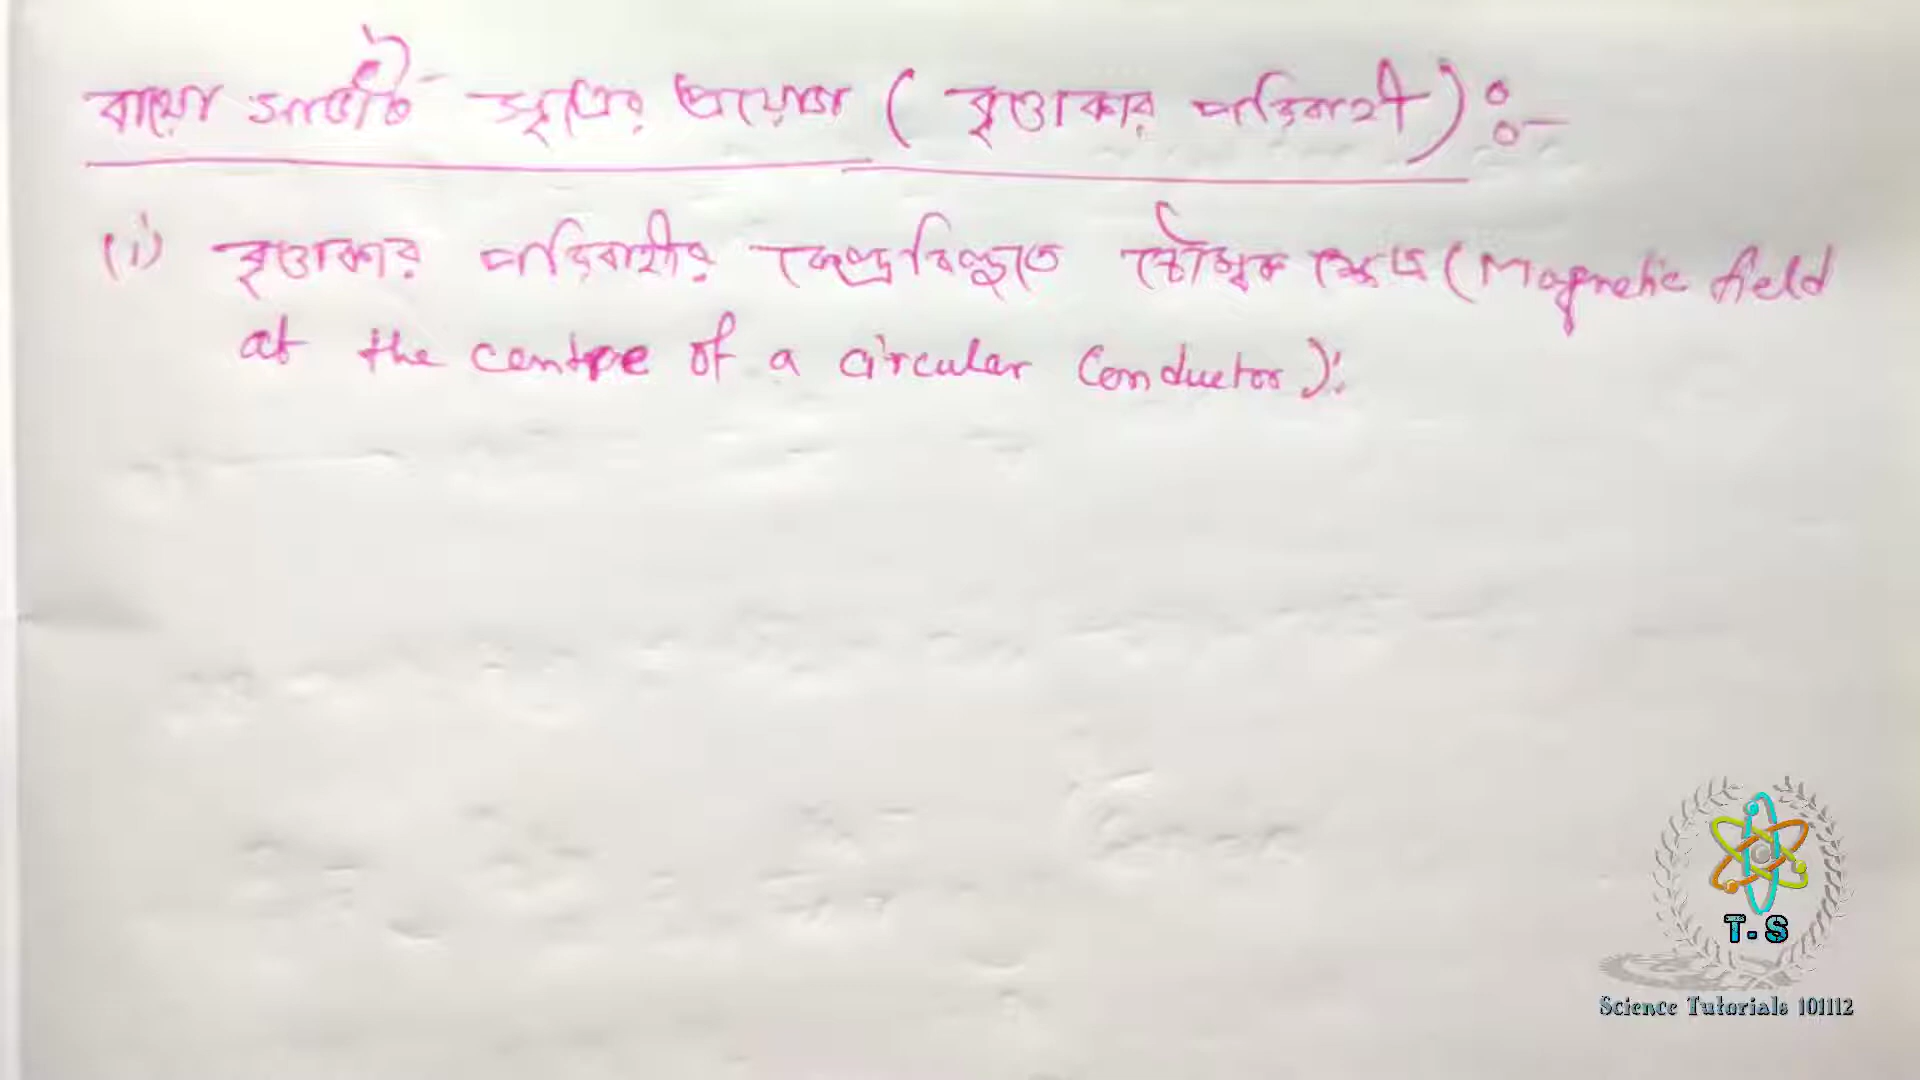 বায়ো সাভার্ট সূত্রের প্রয়োগ ( বৃত্তাকার পরিবাহী ) :-
(i) বৃত্তাকার পরিবাহীর কেন্দ্রবিন্দুতে চৌম্বক ক্ষেত্র (Magnetic field
at the centre of a circular Conductor):
T.S
Science Tutorials 101112